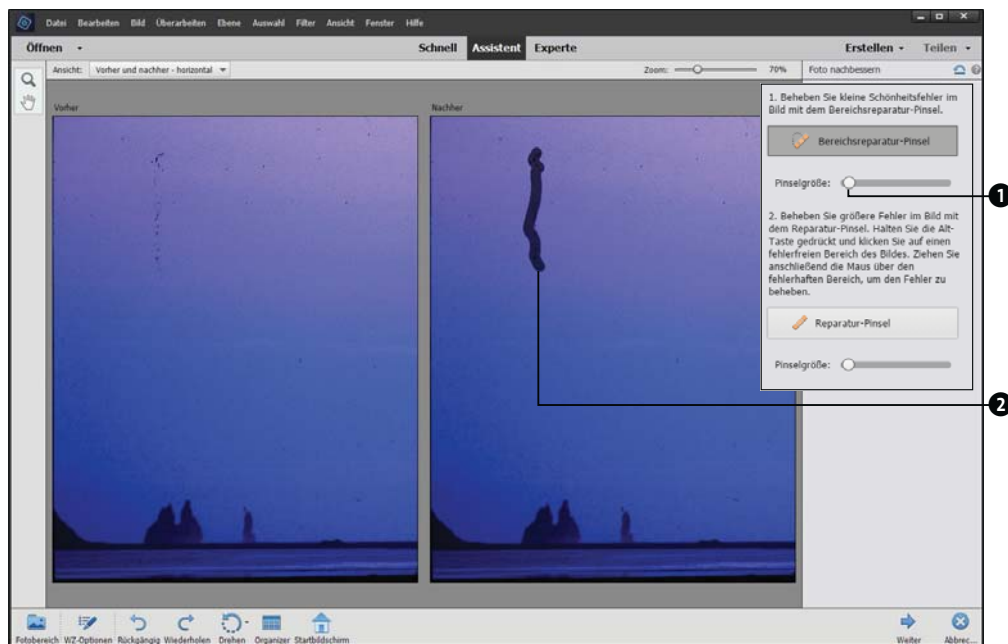 Datei Bearbeiten Bild Überarbeiten Ebene Auswahl Filter Ansicht Fenster Hilfe
Öffnen Schnell Assistent Experte Erstellen Teilen
Ansicht: Vorher und nachher - horizontal Zoom: 70% Foto nachbessern
Vorher Nachher
1. Beheben Sie kleine Schönheitsfehler im
Bild mit dem Bereichsreparatur-Pinsel.
Bereichsreparatur-Pinsel
Pinselgröße:
1
2. Beheben Sie größere Fehler im Bild mit
dem Reparatur-Pinsel. Halten Sie die Alt-
Taste gedrückt und klicken Sie auf einen
fehlerfreien Bereich des Bildes. Ziehen Sie
anschließend die Maus über den
fehlerhaften Bereich, um den Fehler zu
beheben.
Reparatur-Pinsel
Pinselgröße:
2
Fotobereich WZ-Optionen Rückgängig Wiederholen Drehen Organizer Startbildschirm Weiter Abbrec...